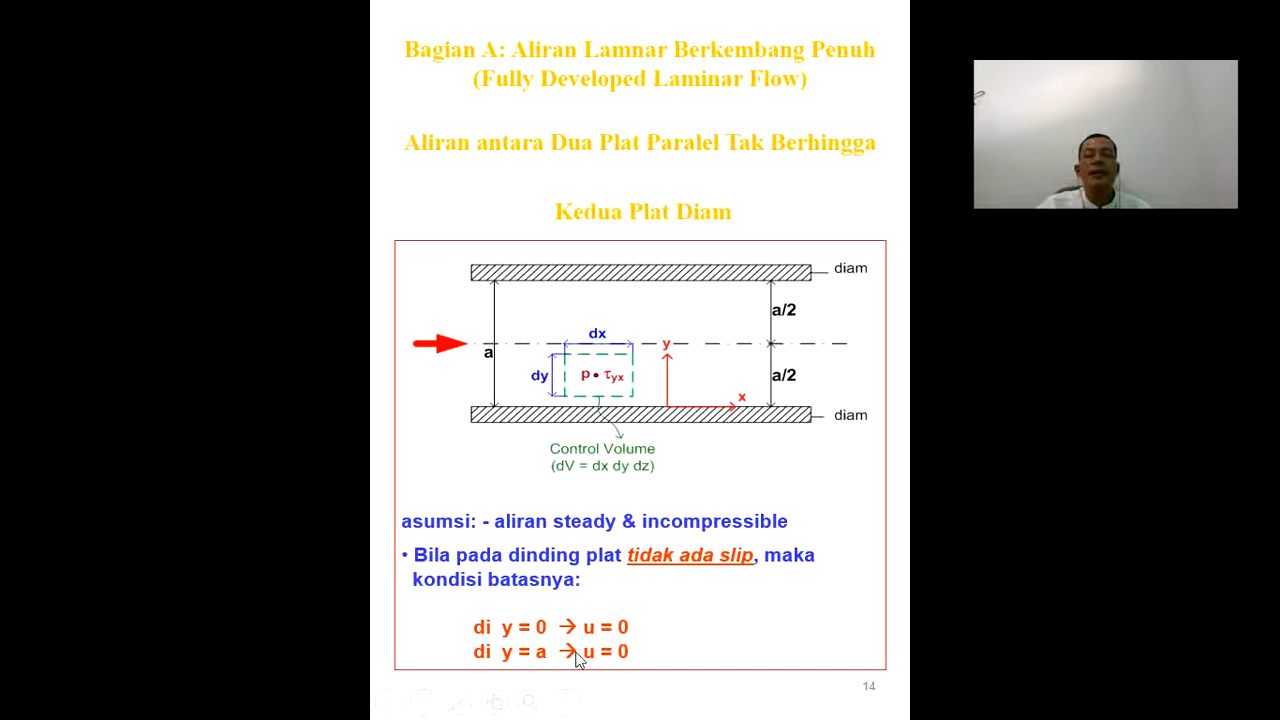 Bagian A: Aliran Lamnar Berkembang Penuh
(Fully Developed Laminar Flow)
Aliran antara Dua Plat Paralel Tak Berhingga
Kedua Plat Diam
diam
a/2
dx
y
a
dy
p • τyx
a/2
x
diam
Control Volume
(dV = dx dy dz)
asumsi: - aliran steady & incompressible
• Bila pada dinding plat tidak ada slip, maka
kondisi batasnya:
di y = 0 → u = 0
di y = a → u = 0
14